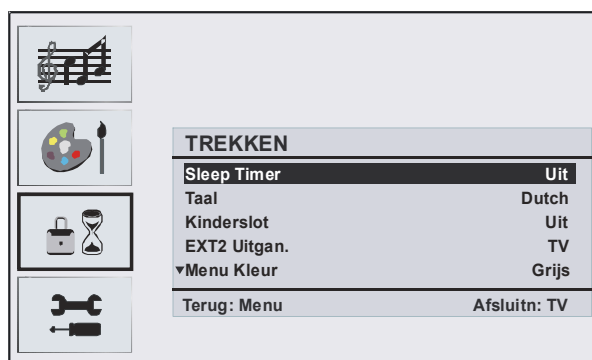 TREKKEN
Sleep Timer Uit
Taal Dutch
Kinderslot Uit
EXT2 Uitgan. TV
▼Menu Kleur Grijs
Terug: Menu Afsluitn: TV